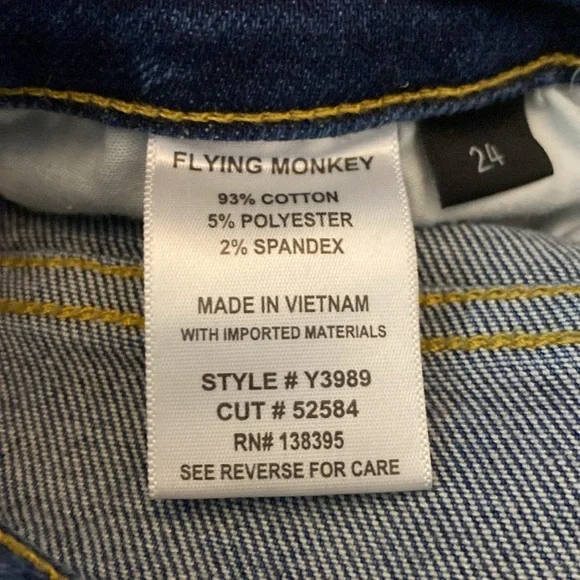 FLYING MONKEY
93% COTTON
5% POLYESTER
2% SPANDEX
MADE IN VIETNAM
WITH IMPORTED MATERIALS
STYLE # Y3989
CUT # 52584
RN# 138395
SEE REVERSE FOR CARE
24